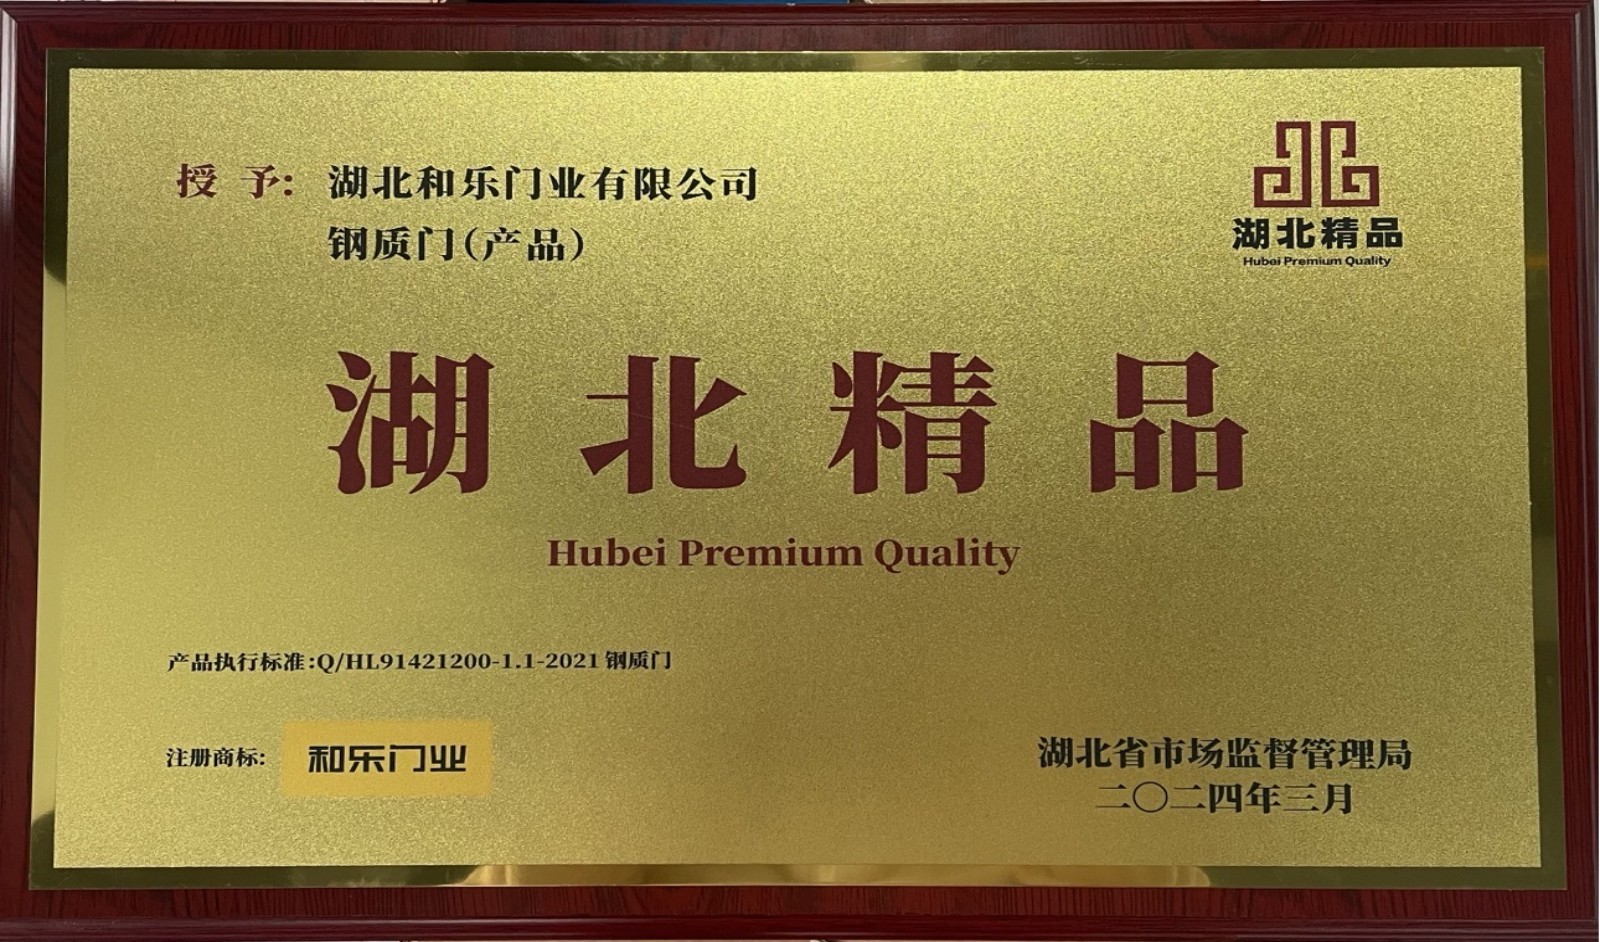 授 予: 湖北和乐门业有限公司
钢质门(产品)
湖北精品
Hubei Premium Quality
湖北精品
Hubei Premium Quality
产品执行标准:Q/HL91421200-1.1-2021 钢质门
注册商标: 和乐门业
湖北省市场监督管理局
二〇二四年三月